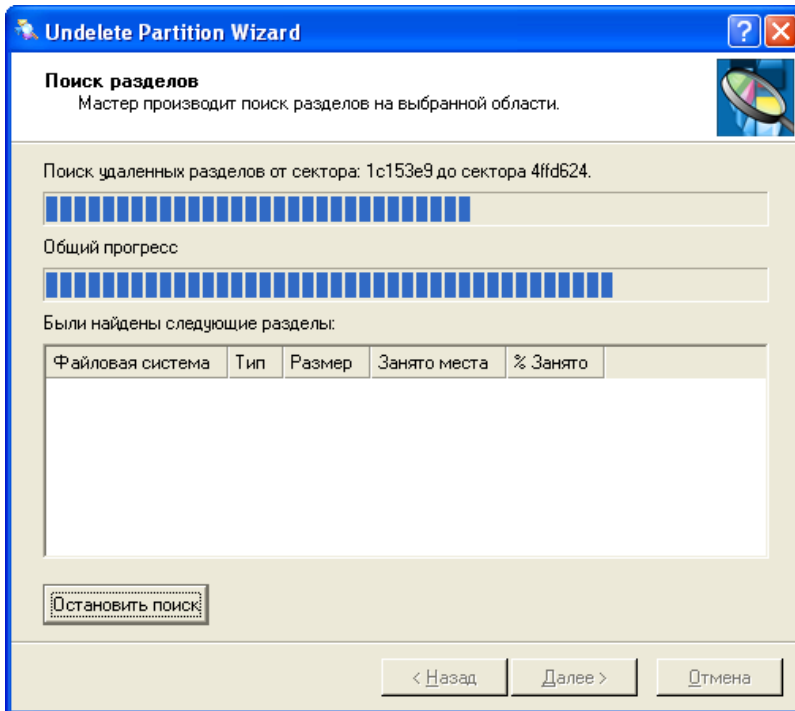 Undelete Partition Wizard
Поиск разделов
Мастер производит поиск разделов на выбранной области.
Поиск удаленных разделов от сектора: 1c153e9 до сектора 4ffd624.
Общий прогресс
Были найдены следующие разделы:
Файловая система Тип Размер Занято места % Занято
Остановить поиск
< Назад Далее > Отмена